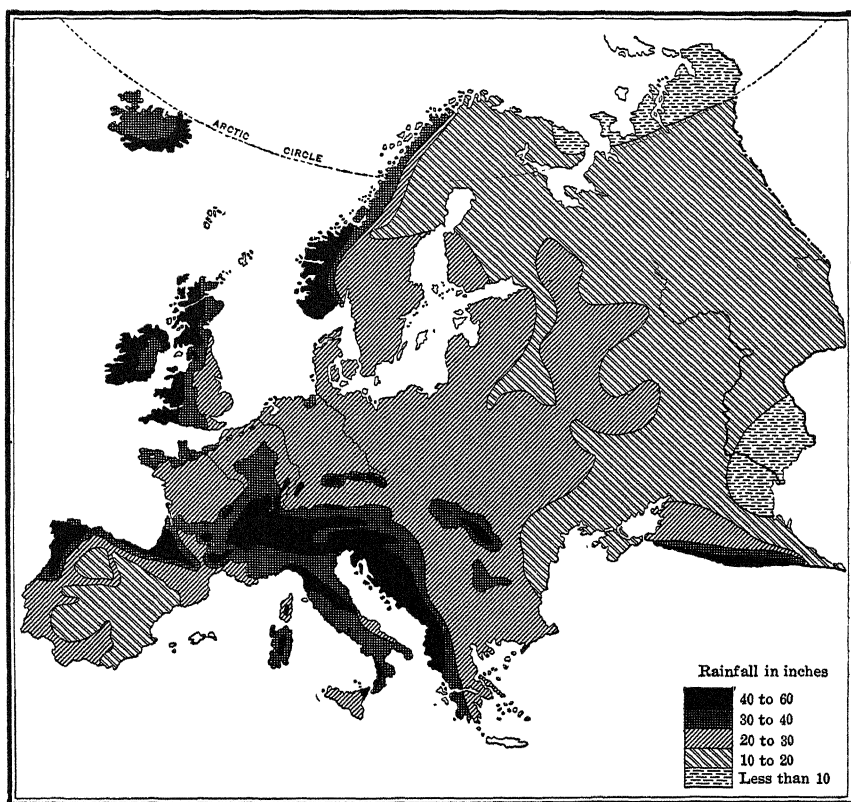 ARCTIC CIRCLE
Rainfall in inches
40 to 60
30 to 40
20 to 30
10 to 20
Less than 10